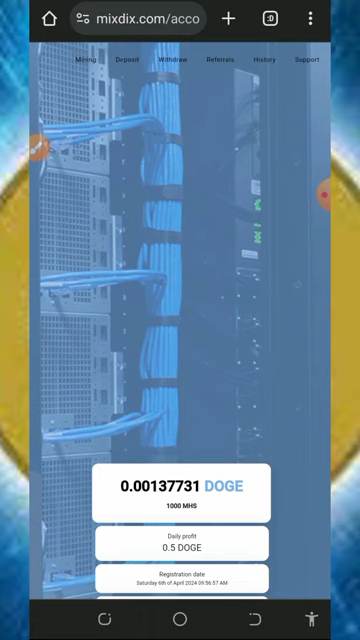 mixdix.com/acco
:D
Mining Deposit Withdraw Referrals History Support
0.00137731 DOGE
1000 MHS
Daily profit
0.5 DOGE
Registration date
Saturday 6th of April 2024 09:56:57 AM